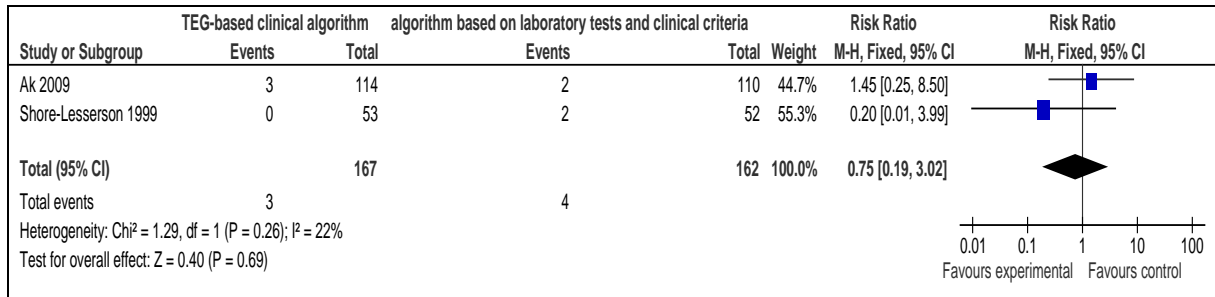 TEG-based clinical algorithm algorithm based on laboratory tests and clinical criteria Risk Ratio Risk Ratio
Study or Subgroup Events Total Events Total Weight M-H, Fixed, 95% CI M-H, Fixed, 95% CI
Ak 2009 3 114 2 110 44.7% 1.45 [0.25, 8.50]
Shore-Lesserson 1999 0 53 2 52 55.3% 0.20 [0.01, 3.99]
Total (95% CI) 167 162 100.0% 0.75 [0.19, 3.02]
Total events 3 4
Heterogeneity: Chi² = 1.29, df = 1 (P = 0.26); I² = 22%
Test for overall effect: Z = 0.40 (P = 0.69)
0.01 0.1 1 10 100
Favours experimental Favours control